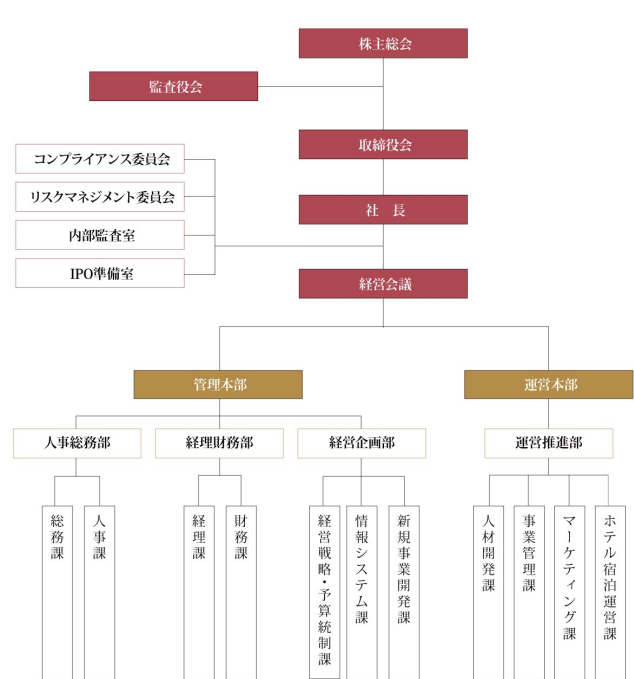 株主総会
監査役会
取締役会
コンプライアンス委員会
リスクマネジメント委員会
社　長
内部監査室
IPO準備室
経営会議
管理本部
運営本部
人事総務部
経理財務部
経営企画部
運営推進部
総務課
人事課
経理課
財務課
経営戦略・予算統制課
情報システム課
新規事業開発課
人材開発課
事業管理課
マーケティング課
ホテル宿泊運営課